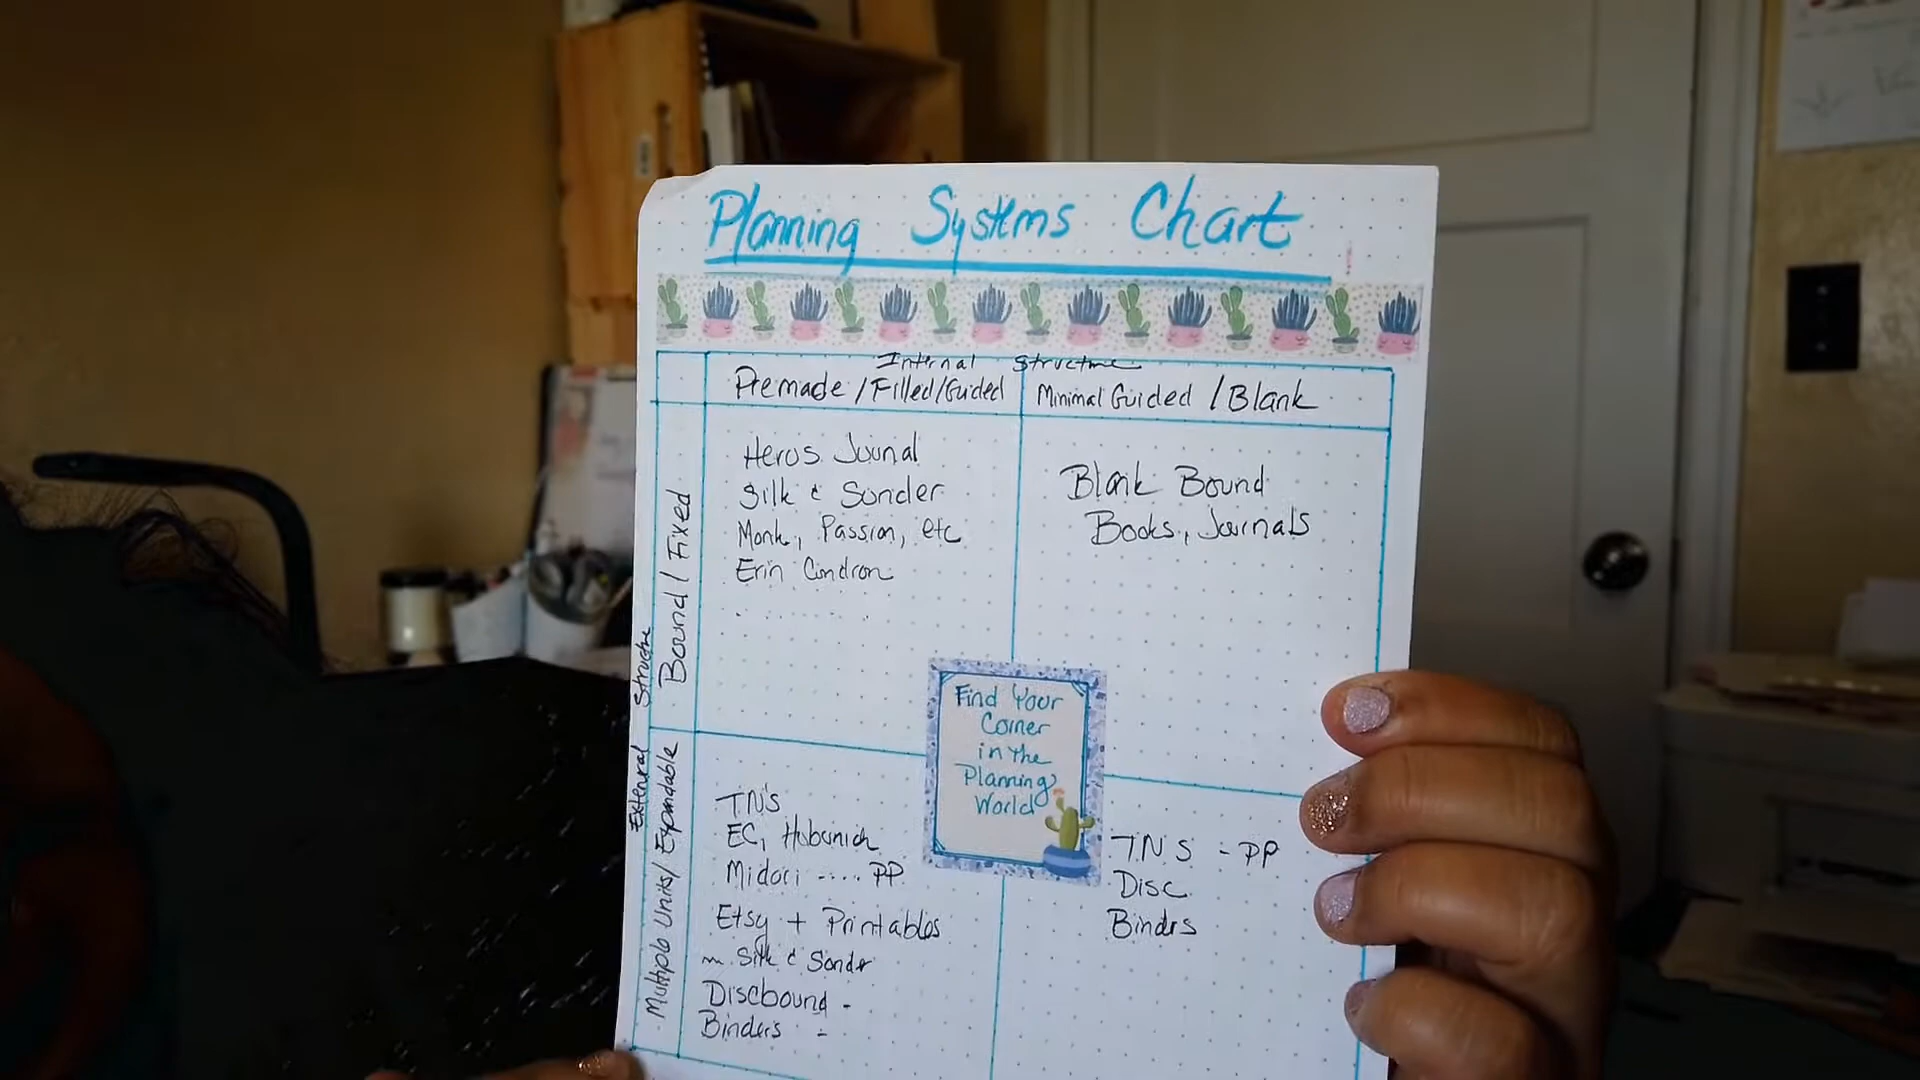 Planning Systems Chart
Internal Structure
Premade / Filled/Guided
Minimal Guided / Blank
External Structure
Bound / Fixed
Heros Journal
Silk & Sonder
Monk, Passion, etc
Erin Condron
Blank Bound
Books, Journals
Find Your
Corner
in the
Planning
World
Multiple Units/ Expandable
TN's
EC, Hobonich
Midori .... PP
Etsy + Printables
Silk & Sonder
Discbound -
Binders -
TNS - PP
Disc
Binders